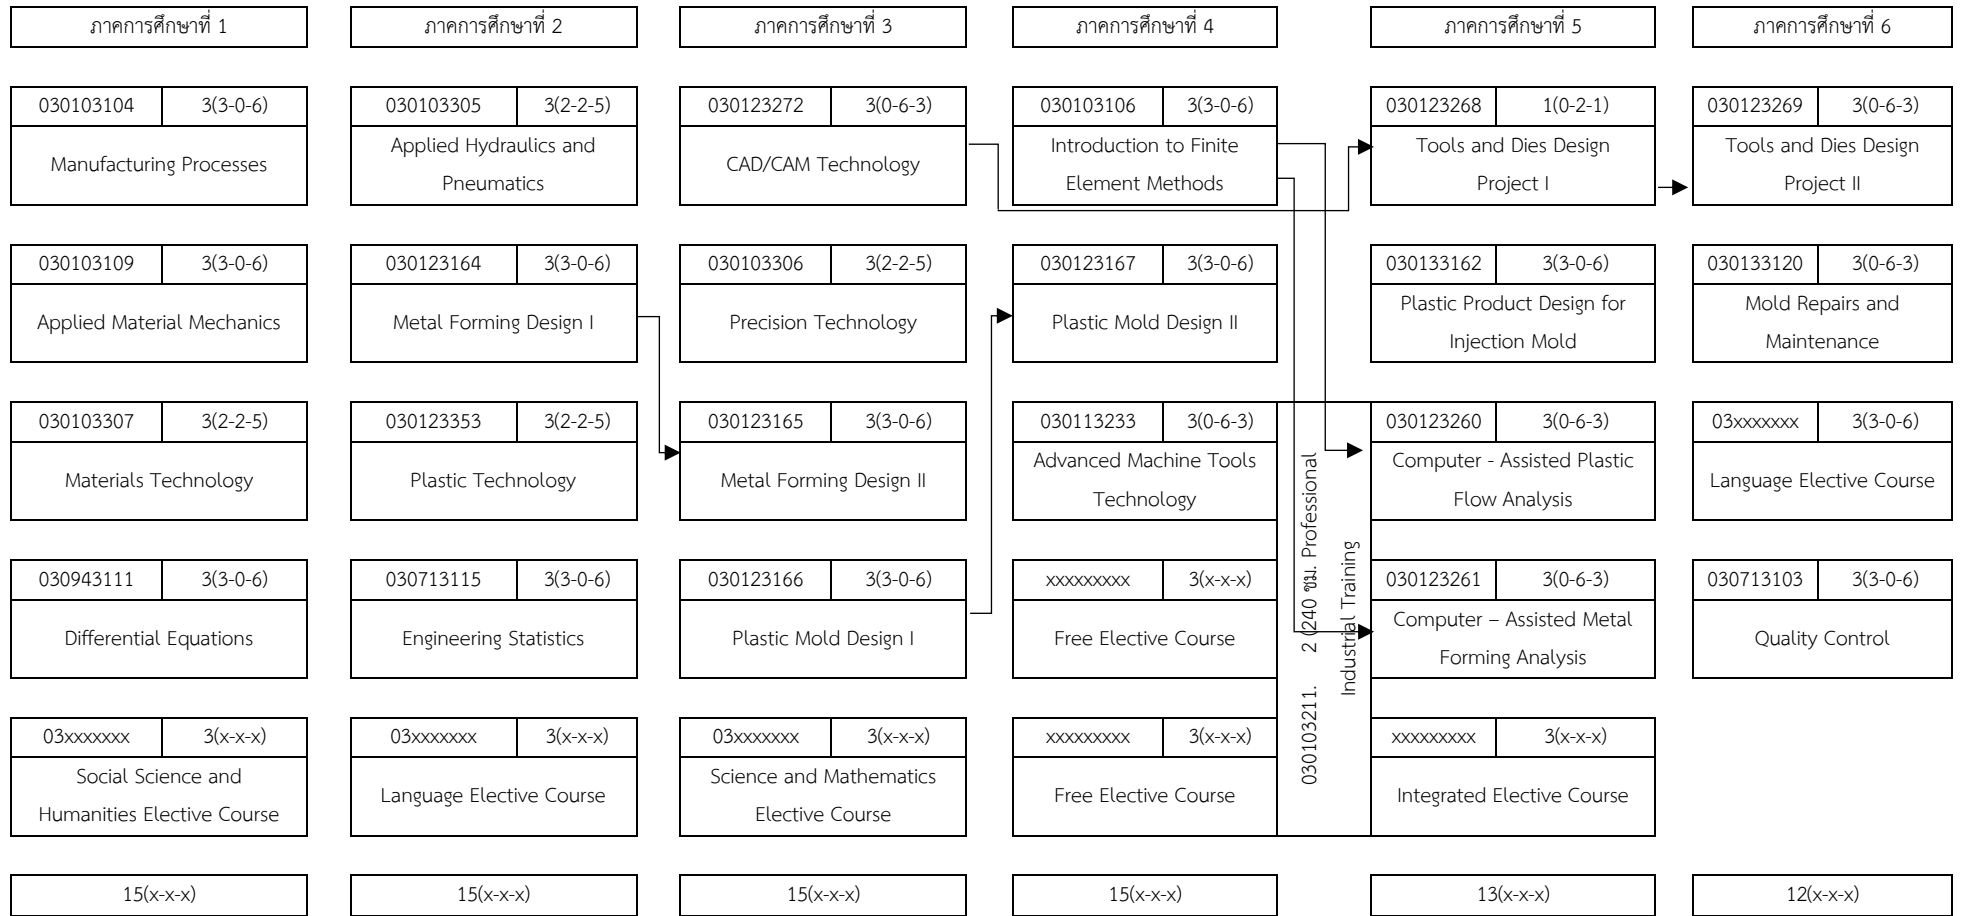 ภาคการศึกษาที่ 1
ภาคการศึกษาที่ 2
ภาคการศึกษาที่ 3
ภาคการศึกษาที่ 4
ภาคการศึกษาที่ 5
ภาคการศึกษาที่ 6
030103104 3(3-0-6)
Manufacturing Processes
030103305 3(2-2-5)
Applied Hydraulics and
Pneumatics
030123272 3(0-6-3)
CAD/CAM Technology
030103106 3(3-0-6)
Introduction to Finite
Element Methods
030123268 1(0-2-1)
Tools and Dies Design
Project I
030123269 3(0-6-3)
Tools and Dies Design
Project II
030103109 3(3-0-6)
Applied Material Mechanics
030123164 3(3-0-6)
Metal Forming Design I
030103306 3(2-2-5)
Precision Technology
030123167 3(3-0-6)
Plastic Mold Design II
030133162 3(3-0-6)
Plastic Product Design for
Injection Mold
030133120 3(0-6-3)
Mold Repairs and
Maintenance
030103307 3(2-2-5)
Materials Technology
030123353 3(2-2-5)
Plastic Technology
030123165 3(3-0-6)
Metal Forming Design II
030113233 3(0-6-3)
Advanced Machine Tools
Technology
030103211. 2 (240 ชม. Professional
Industrial Training
030123260 3(0-6-3)
Computer - Assisted Plastic
Flow Analysis
03xxxxxxx 3(3-0-6)
Language Elective Course
030943111 3(3-0-6)
Differential Equations
030713115 3(3-0-6)
Engineering Statistics
030123166 3(3-0-6)
Plastic Mold Design I
xxxxxxxxx 3(x-x-x)
Free Elective Course
030123261 3(0-6-3)
Computer – Assisted Metal
Forming Analysis
030713103 3(3-0-6)
Quality Control
03xxxxxxx 3(x-x-x)
Social Science and
Humanities Elective Course
03xxxxxxx 3(x-x-x)
Language Elective Course
03xxxxxxx 3(x-x-x)
Science and Mathematics
Elective Course
xxxxxxxxx 3(x-x-x)
Free Elective Course
xxxxxxxxx 3(x-x-x)
Integrated Elective Course
15(x-x-x)
15(x-x-x)
15(x-x-x)
15(x-x-x)
13(x-x-x)
12(x-x-x)